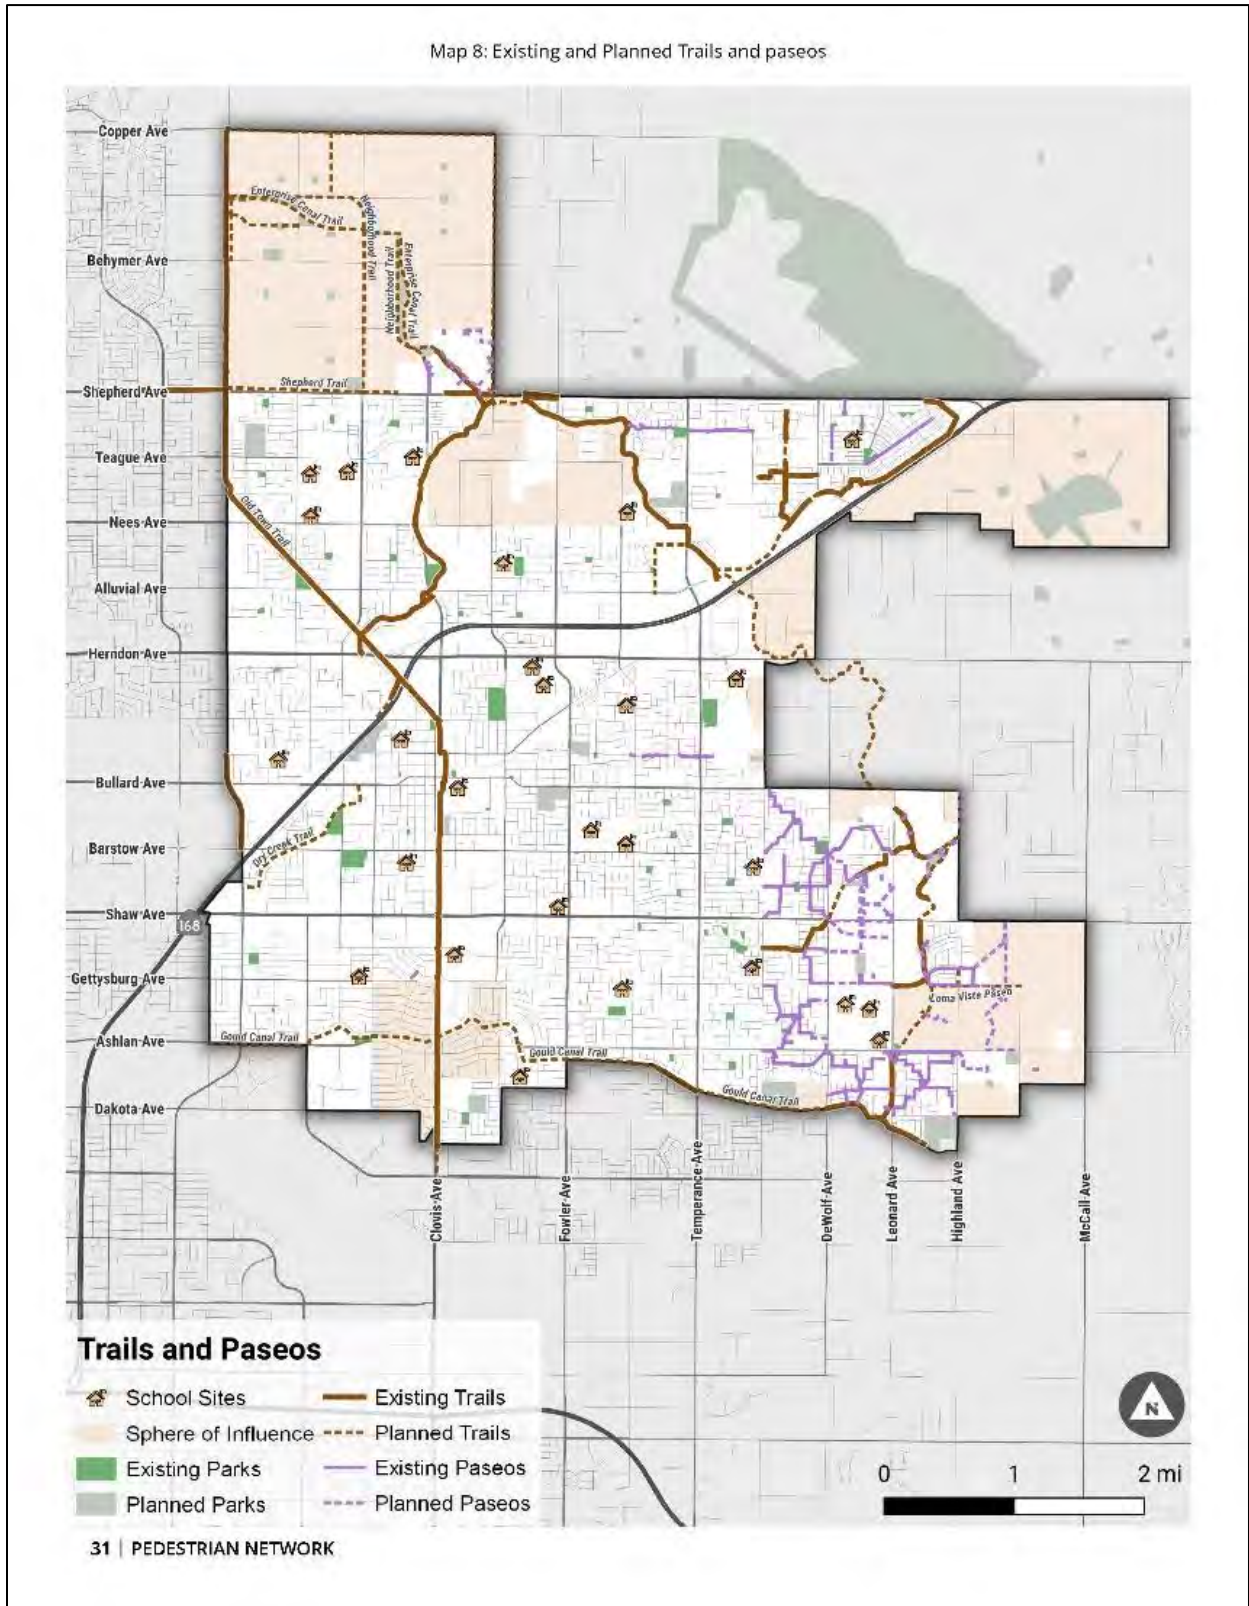 Map 8: Existing and Planned Trails and paseos
Copper Ave
Enterprise Canal Trail
Neighborhood Trail
Behymer Ave
Neighborhood Trail
Enterprise Canal Trail
Shepherd Trail
Shepherd Ave
Teague Ave
Nees Ave
Old Town Trail
Alluvial Ave
Herndon Ave
Bullard Ave
Barstow Ave
Dry Creek Trail
Shaw Ave
168
Gettysburg Ave
Loma Vista Paseo
Ashlan Ave
Gould Canal Trail
Gould Canal Trail
Gould Canal Trail
Dakota Ave
Clovis Ave
Fowler Ave
Temperance Ave
DeWolf Ave
Leonard Ave
Highland Ave
McCall Ave
Trails and Paseos
School Sites
Existing Trails
Sphere of Influence
Planned Trails
Existing Parks
Existing Paseos
Planned Parks
Planned Paseos
N
0 1 2 mi
31 | PEDESTRIAN NETWORK